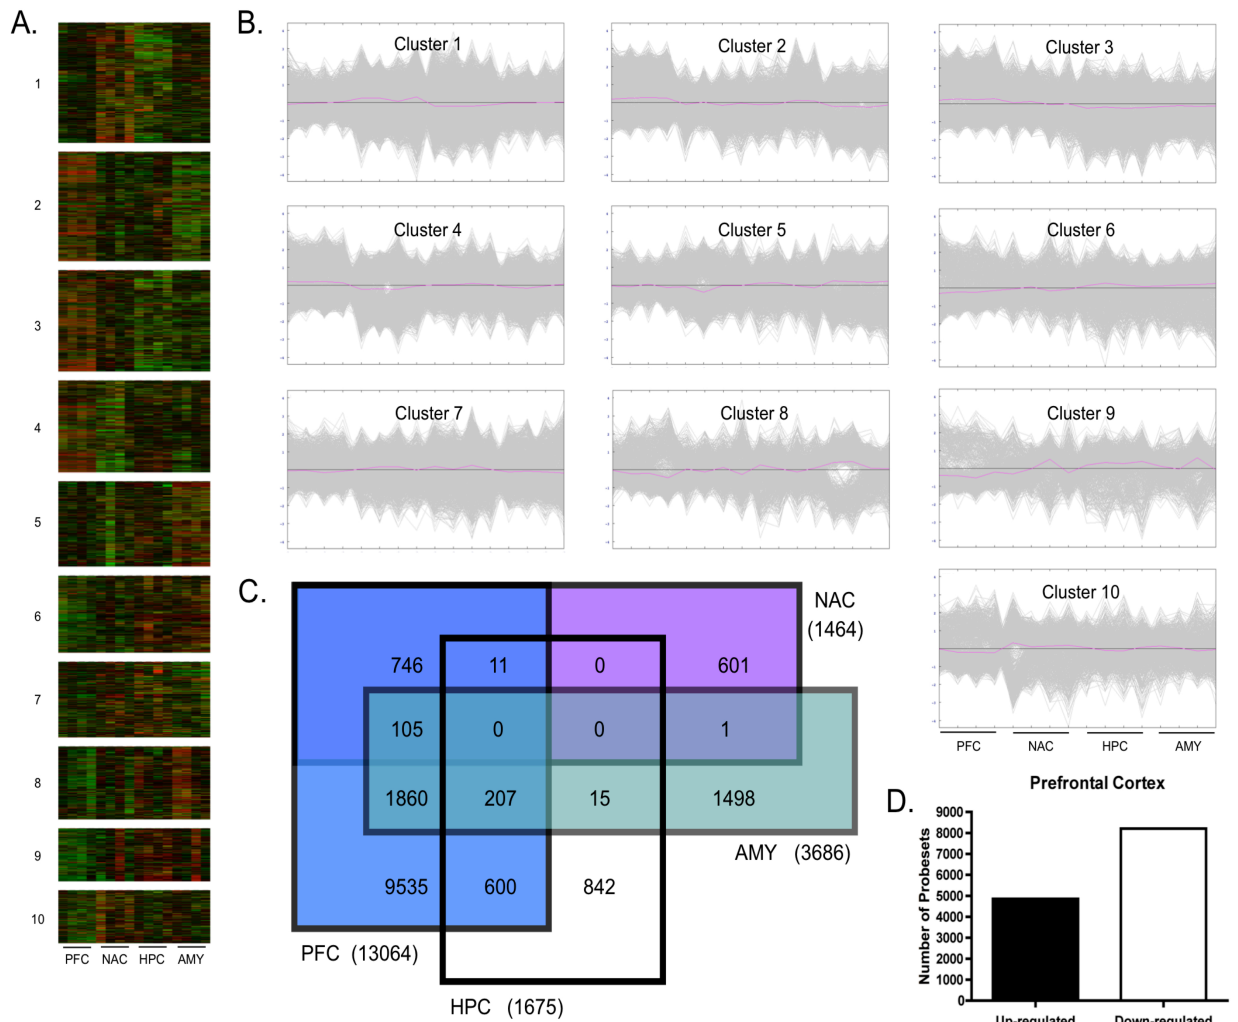 A.
1
2
3
4
5
6
7
8
9
10
PFC NAC HPC AMY
B.
Cluster 1
Cluster 2
Cluster 3
Cluster 4
Cluster 5
Cluster 6
Cluster 7
Cluster 8
Cluster 9
Cluster 10
PFC NAC HPC AMY
C.
NAC
(1464)
746 11 0 601
105 0 0 1
1860 207 15 1498
AMY (3686)
9535 600 842
PFC (13064)
HPC (1675)
D.
Prefrontal Cortex
Number of Probesets
9000
8000
7000
6000
5000
4000
3000
2000
1000
0
Up-regulated Down-regulated